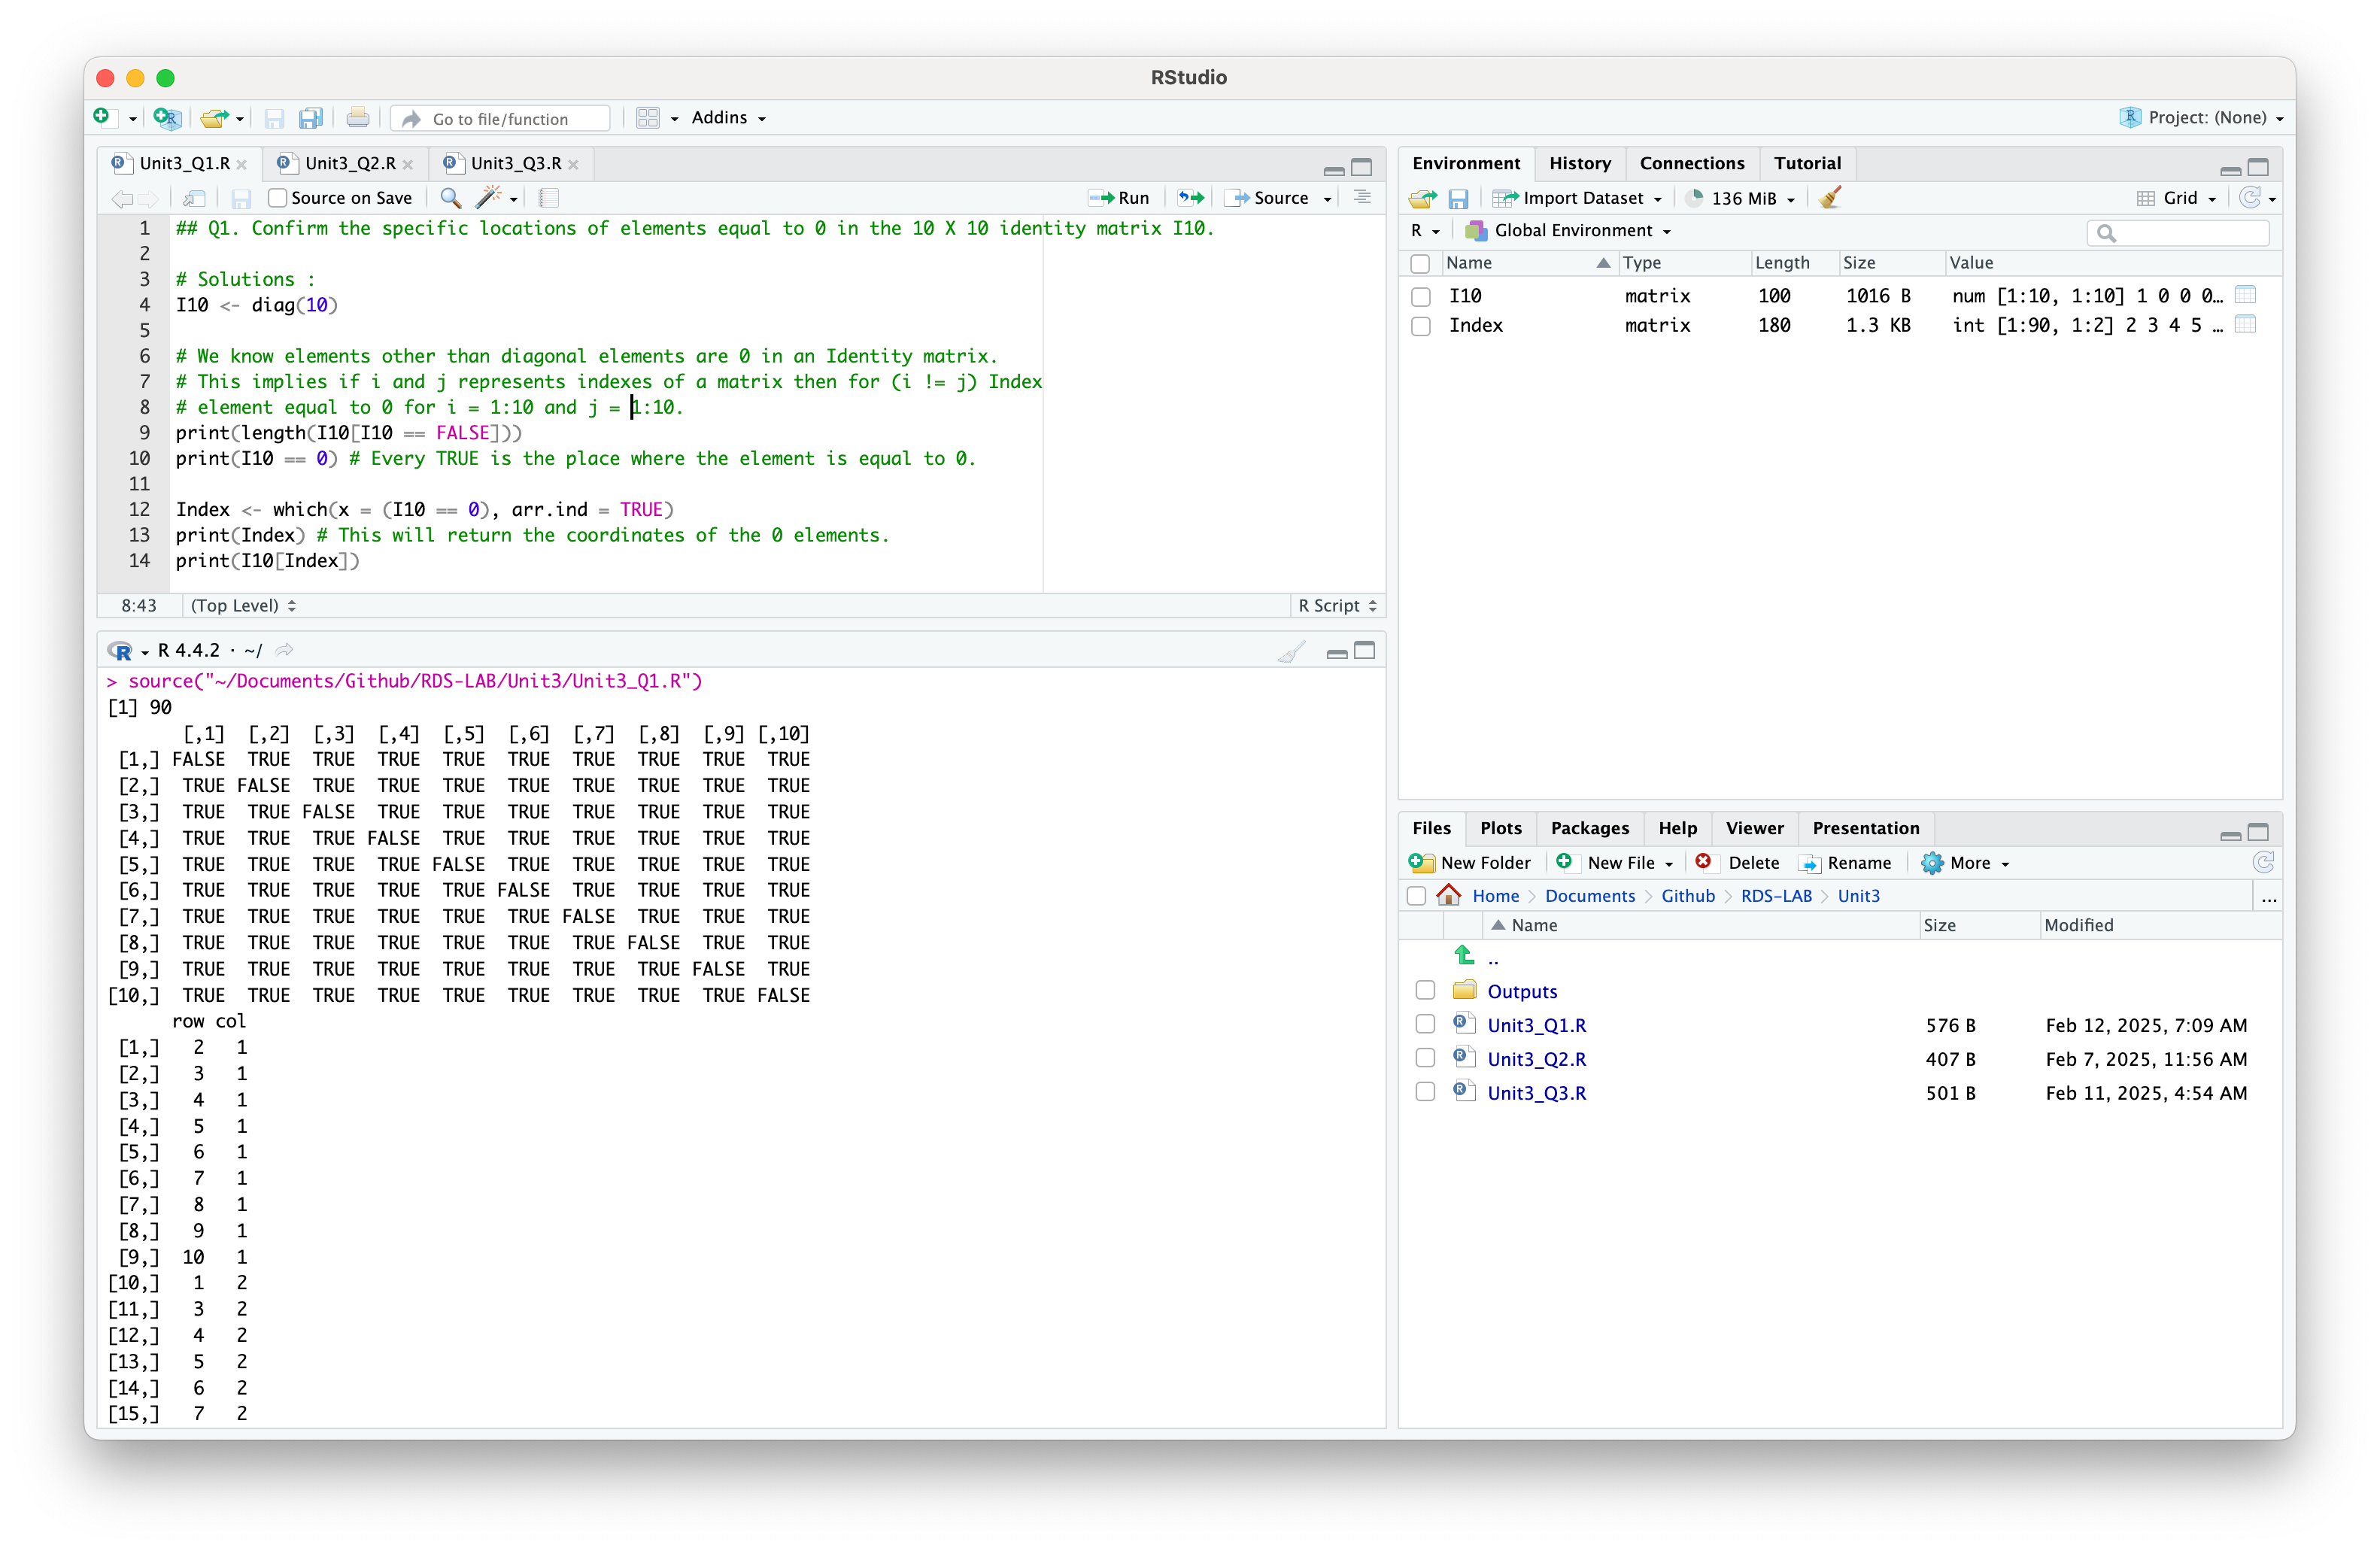 RStudio
Go to file/function
Addins
Project: (None)
Unit3_Q1.R
Unit3_Q2.R
Unit3_Q3.R
Source on Save
Run
Source
1 ## Q1. Confirm the specific locations of elements equal to 0 in the 10 X 10 identity matrix I10.
2
3 # Solutions :
4 I10 <- diag(10)
5
6 # We know elements other than diagonal elements are 0 in an Identity matrix.
7 # This implies if i and j represents indexes of a matrix then for (i != j) Index
8 # element equal to 0 for i = 1:10 and j = 1:10.
9 print(length(I10[I10 == FALSE]))
10 print(I10 == 0) # Every TRUE is the place where the element is equal to 0.
11
12 Index <- which(x = (I10 == 0), arr.ind = TRUE)
13 print(Index) # This will return the coordinates of the 0 elements.
14 print(I10[Index])
8:43 (Top Level) R Script
R 4.4.2 · ~/
> source("~/Documents/Github/RDS-LAB/Unit3/Unit3_Q1.R")
[1] 90
[,1] [,2] [,3] [,4] [,5] [,6] [,7] [,8] [,9] [,10]
[1,] FALSE TRUE TRUE TRUE TRUE TRUE TRUE TRUE TRUE TRUE
[2,] TRUE FALSE TRUE TRUE TRUE TRUE TRUE TRUE TRUE TRUE
[3,] TRUE TRUE FALSE TRUE TRUE TRUE TRUE TRUE TRUE TRUE
[4,] TRUE TRUE TRUE FALSE TRUE TRUE TRUE TRUE TRUE TRUE
[5,] TRUE TRUE TRUE TRUE FALSE TRUE TRUE TRUE TRUE TRUE
[6,] TRUE TRUE TRUE TRUE TRUE FALSE TRUE TRUE TRUE TRUE
[7,] TRUE TRUE TRUE TRUE TRUE TRUE FALSE TRUE TRUE TRUE
[8,] TRUE TRUE TRUE TRUE TRUE TRUE TRUE FALSE TRUE TRUE
[9,] TRUE TRUE TRUE TRUE TRUE TRUE TRUE TRUE FALSE TRUE
[10,] TRUE TRUE TRUE TRUE TRUE TRUE TRUE TRUE TRUE FALSE
row col
[1,] 2 1
[2,] 3 1
[3,] 4 1
[4,] 5 1
[5,] 6 1
[6,] 7 1
[7,] 8 1
[8,] 9 1
[9,] 10 1
[10,] 1 2
[11,] 3 2
[12,] 4 2
[13,] 5 2
[14,] 6 2
[15,] 7 2
Environment History Connections Tutorial
Import Dataset 136 MiB Grid
R Global Environment
Name Type Length Size Value
I10 matrix 100 1016 B num [1:10, 1:10] 1 0 0 0…
Index matrix 180 1.3 KB int [1:90, 1:2] 2 3 4 5 …
Files Plots Packages Help Viewer Presentation
New Folder New File Delete Rename More
Home Documents Github RDS-LAB Unit3 ...
Name Size Modified
..
Outputs
Unit3_Q1.R 576 B Feb 12, 2025, 7:09 AM
Unit3_Q2.R 407 B Feb 7, 2025, 11:56 AM
Unit3_Q3.R 501 B Feb 11, 2025, 4:54 AM